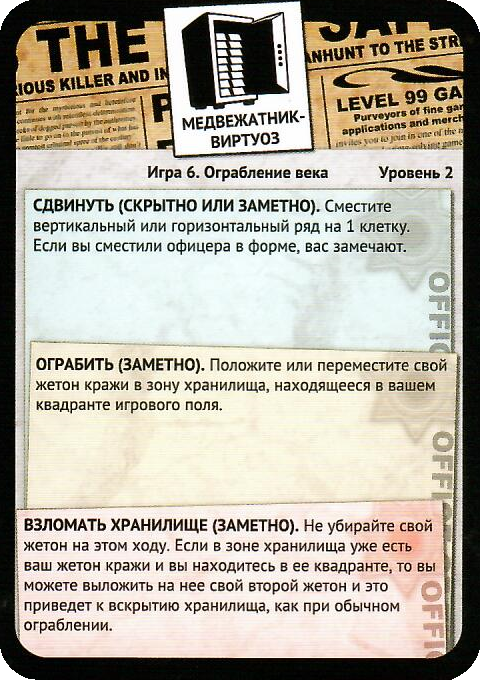 THE SAFE
IOUS KILLER AND IN
ANHUNT TO THE STRE
LEVEL 99 GA
Purveyors of fine gam
applications and merch
МЕДВЕЖАТНИК-
ВИРТУОЗ
Игра 6. Ограбление века Уровень 2
СДВИНУТЬ (СКРЫТНО ИЛИ ЗАМЕТНО). Сместите
вертикальный или горизонтальный ряд на 1 клетку.
Если вы сместили офицера в форме, вас замечают.
OFFIC
ОГРАБИТЬ (ЗАМЕТНО). Положите или переместите свой
жетон кражи в зону хранилища, находящееся в вашем
квадранте игрового поля.
OFFIC
ВЗЛОМАТЬ ХРАНИЛИЩЕ (ЗАМЕТНО). Не убирайте свой
жетон на этом ходу. Если в зоне хранилища уже есть
ваш жетон кражи и вы находитесь в ее квадранте, то вы
можете выложить на нее свой второй жетон и это
приведет к вскрытию хранилища, как при обычном
ограблении.
OFFIC